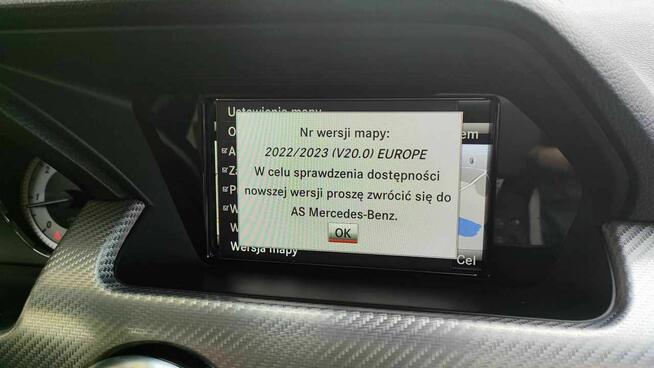 Ustawienia mapy
Nr wersji mapy:
2022/2023 (V20.0) EUROPE
W celu sprawdzenia dostępności
nowszej wersji proszę zwrócić się do
AS Mercedes-Benz.
OK
Wersja mapy
Cel